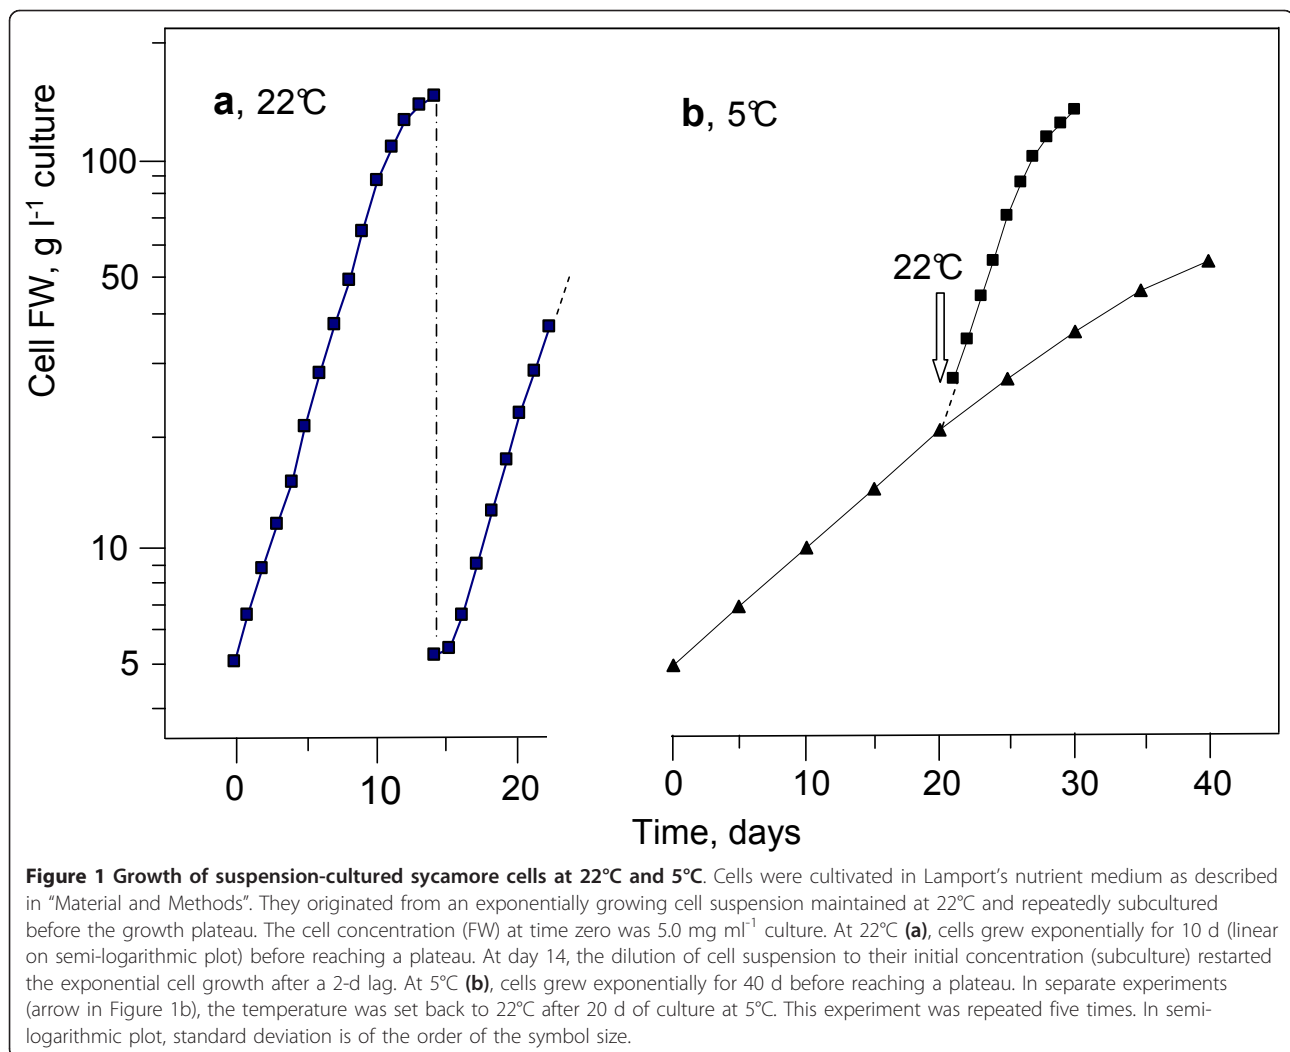 a, 22°C
b, 5°C
Cell FW, g l-1 culture
100
50
10
5
22°C
0
10
20
0
10
20
30
40
Time, days
Figure 1 Growth of suspension-cultured sycamore cells at 22°C and 5°C. Cells were cultivated in Lamport's nutrient medium as described
in "Material and Methods". They originated from an exponentially growing cell suspension maintained at 22°C and repeatedly subcultured
before the growth plateau. The cell concentration (FW) at time zero was 5.0 mg ml-1 culture. At 22°C (a), cells grew exponentially for 10 d (linear
on semi-logarithmic plot) before reaching a plateau. At day 14, the dilution of cell suspension to their initial concentration (subculture) restarted
the exponential cell growth after a 2-d lag. At 5°C (b), cells grew exponentially for 40 d before reaching a plateau. In separate experiments
(arrow in Figure 1b), the temperature was set back to 22°C after 20 d of culture at 5°C. This experiment was repeated five times. In semi-
logarithmic plot, standard deviation is of the order of the symbol size.